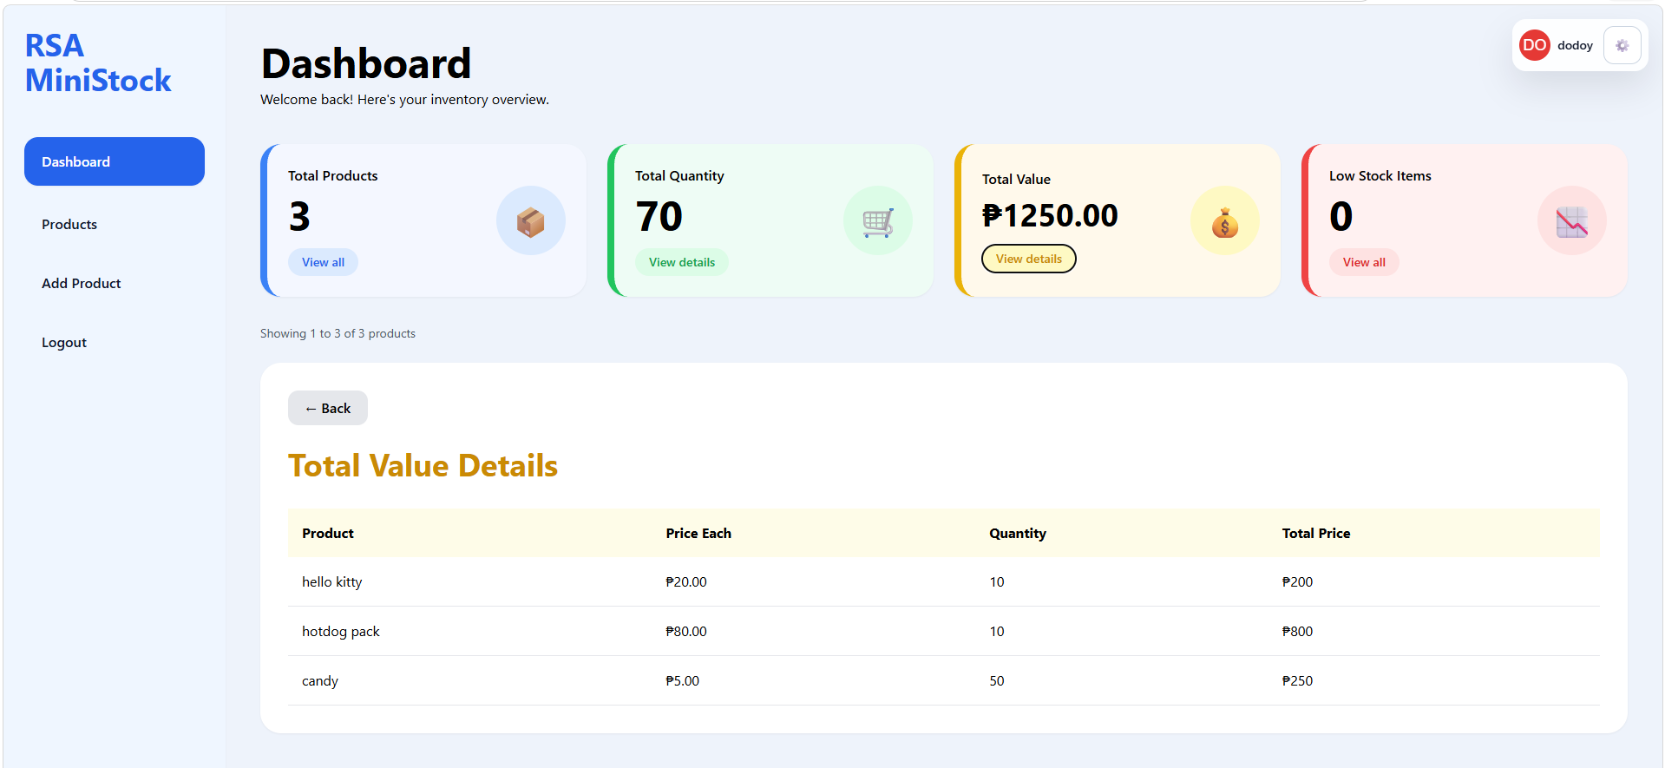 RSA
MiniStock
Dashboard
Products
Add Product
Logout
Dashboard
Welcome back! Here's your inventory overview.
DO dodoy
Total Products
3
View all
Total Quantity
70
View details
Total Value
₱1250.00
View details
Low Stock Items
0
View all
Showing 1 to 3 of 3 products
← Back
Total Value Details
Product Price Each Quantity Total Price
hello kitty ₱20.00 10 ₱200
hotdog pack ₱80.00 10 ₱800
candy ₱5.00 50 ₱250